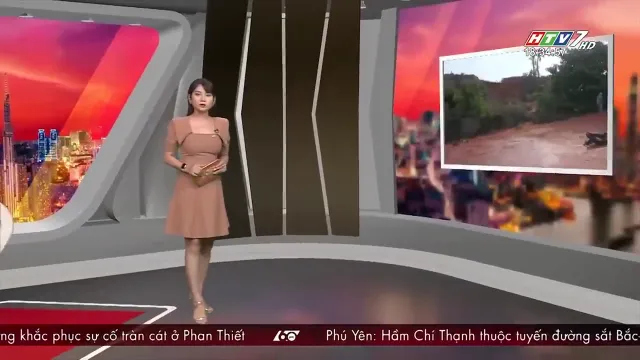 HTV7 HD
ng khắc phục sự cố tràn cát ở Phan Thiết
60
Phú Yên: Hầm Chí Thạnh thuộc tuyến đường sắt Bắc